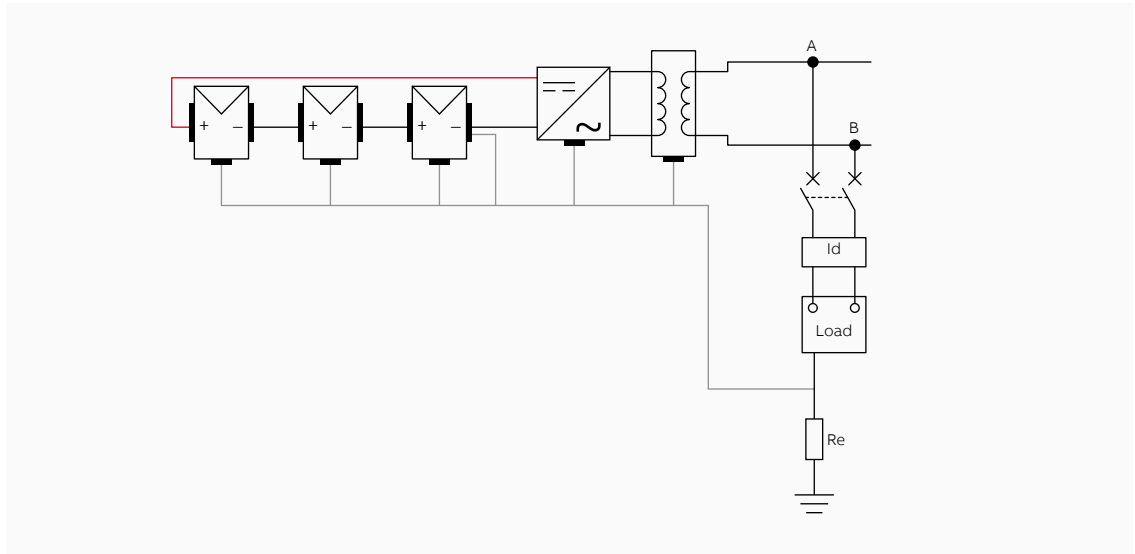 A
B
+ − + − + −
Id
Load
Re